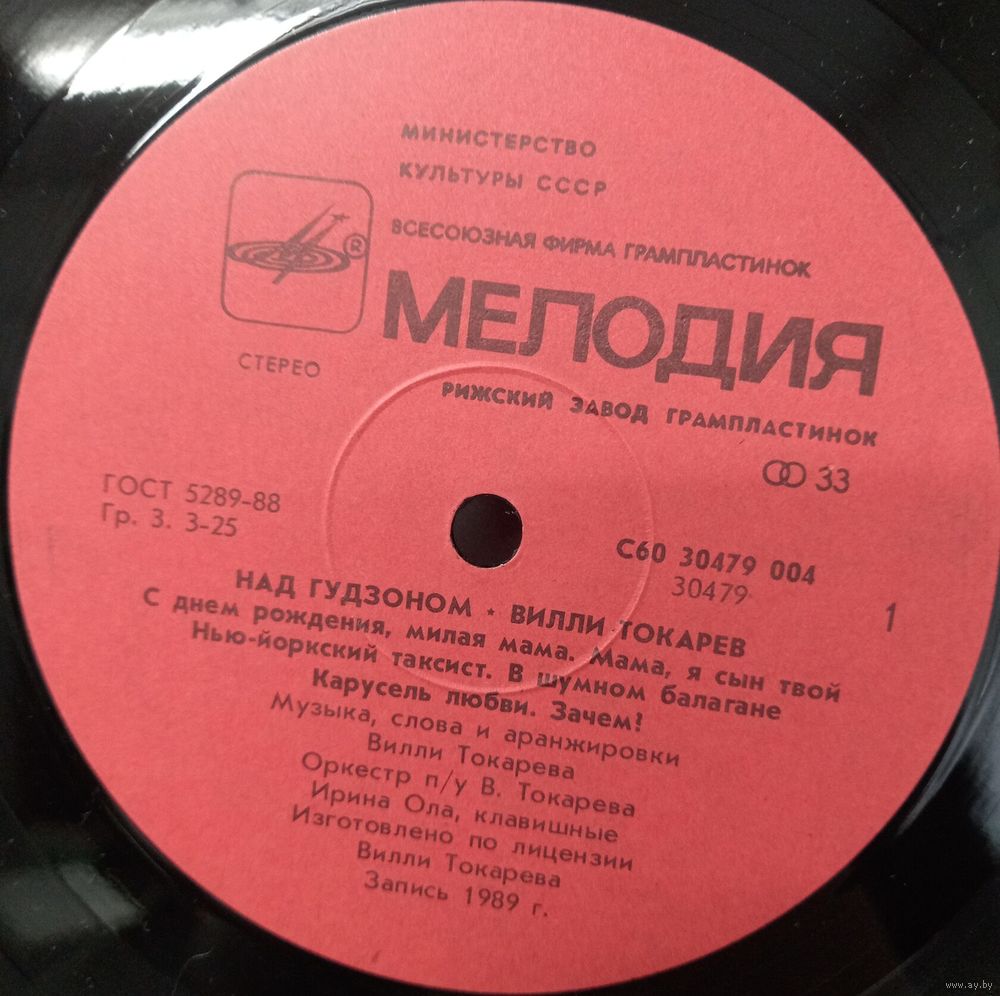 МИНИСТЕРСТВО
КУЛЬТУРЫ СССР
ВСЕСОЮЗНАЯ ФИРМА ГРАМПЛАСТИНОК
®
МЕЛОДИЯ
СТЕРЕО
РИЖСКИЙ ЗАВОД ГРАМПЛАСТИНОК
33
ГОСТ 5289-88
Гр. 3. 3-25
С60 30479 004
30479
1
НАД ГУДЗОНОМ • ВИЛЛИ ТОКАРЕВ
С днем рождения, милая мама. Мама, я сын твой
Нью-йоркский таксист. В шумном балагане
Карусель любви. Зачем!
Музыка, слова и аранжировки
Вилли Токарева
Оркестр п/у В. Токарева
Ирина Ола, клавишные
Изготовлено по лицензии
Вилли Токарева
Запись 1989 г.
www.ay.by